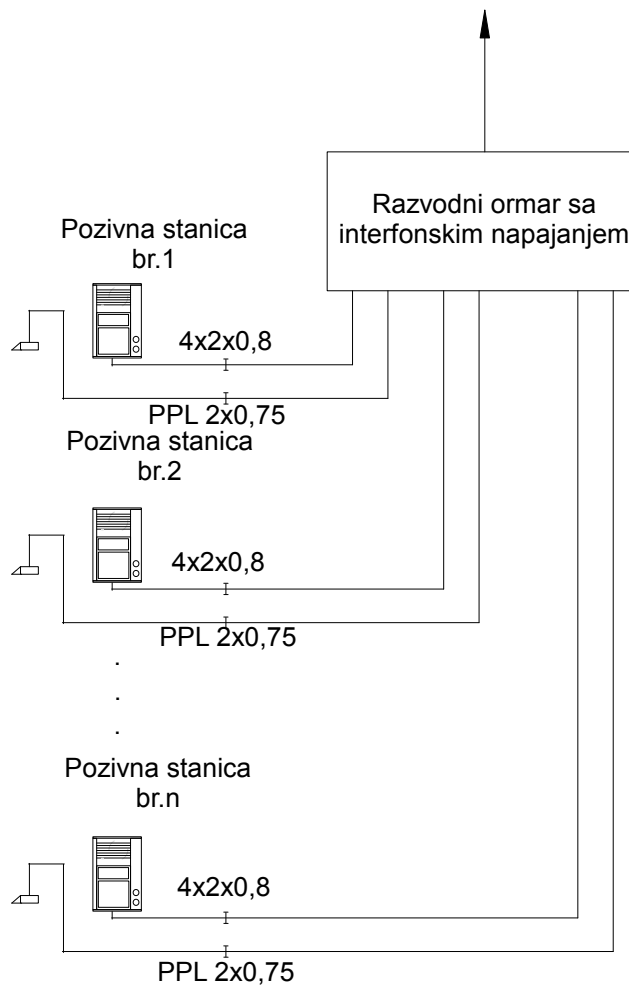 Razvodni ormar sa
interfonskim napajanjem
Pozivna stanica
br.1
4x2x0,8
PPL 2x0,75
Pozivna stanica
br.2
4x2x0,8
PPL 2x0,75
.
.
.
Pozivna stanica
br.n
4x2x0,8
PPL 2x0,75